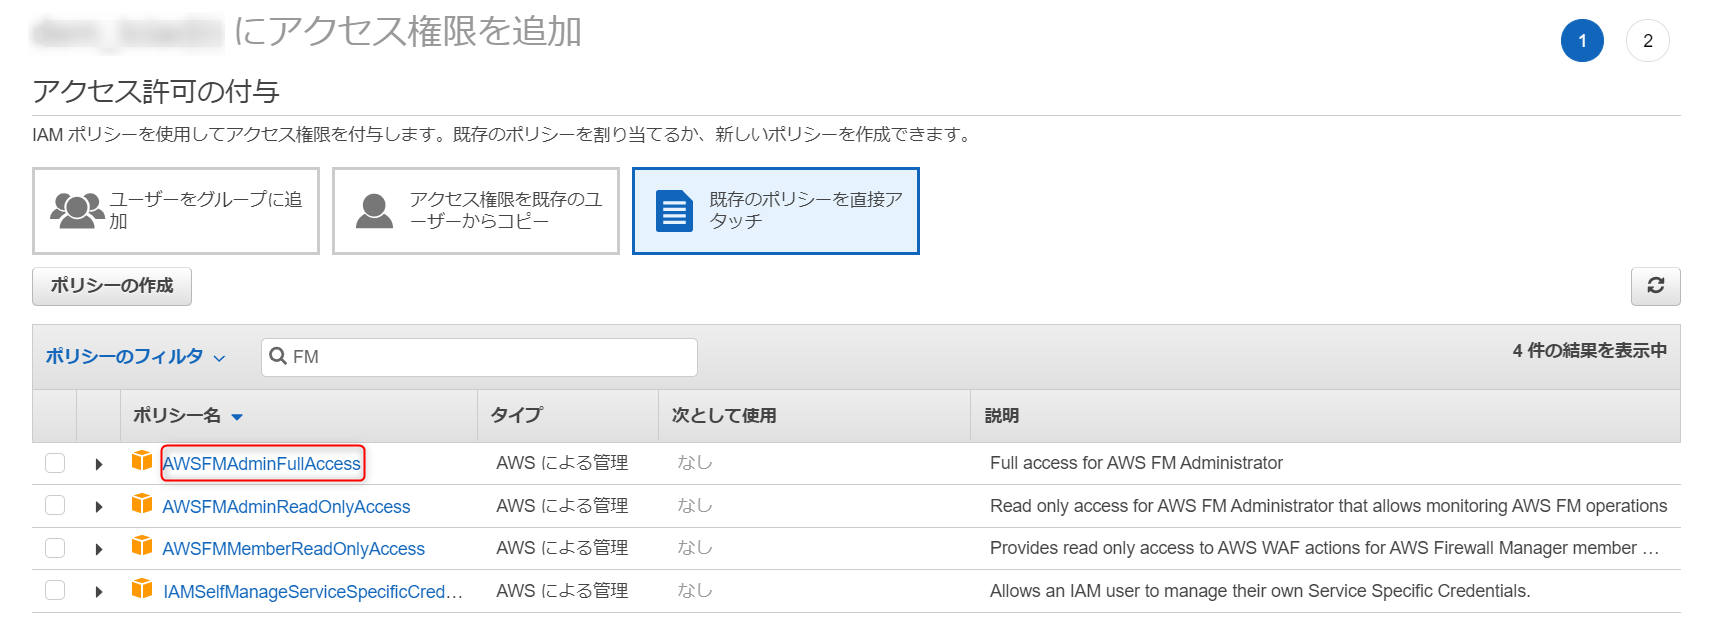 にアクセス権限を追加
1
2
アクセス許可の付与
IAM ポリシーを使用してアクセス権限を付与します。既存のポリシーを割り当てるか、新しいポリシーを作成できます。
ユーザーをグループに追
加
アクセス権限を既存のユ
ーザーからコピー
既存のポリシーを直接ア
タッチ
ポリシーの作成
ポリシーのフィルタ
FM
4 件の結果を表示中
ポリシー名 タイプ 次として使用 説明
AWSFMAdminFullAccess AWS による管理 なし Full access for AWS FM Administrator
AWSFMAdminReadOnlyAccess AWS による管理 なし Read only access for AWS FM Administrator that allows monitoring AWS FM operations
AWSFMMemberReadOnlyAccess AWS による管理 なし Provides read only access to AWS WAF actions for AWS Firewall Manager member …
IAMSelfManageServiceSpecificCred… AWS による管理 なし Allows an IAM user to manage their own Service Specific Credentials.